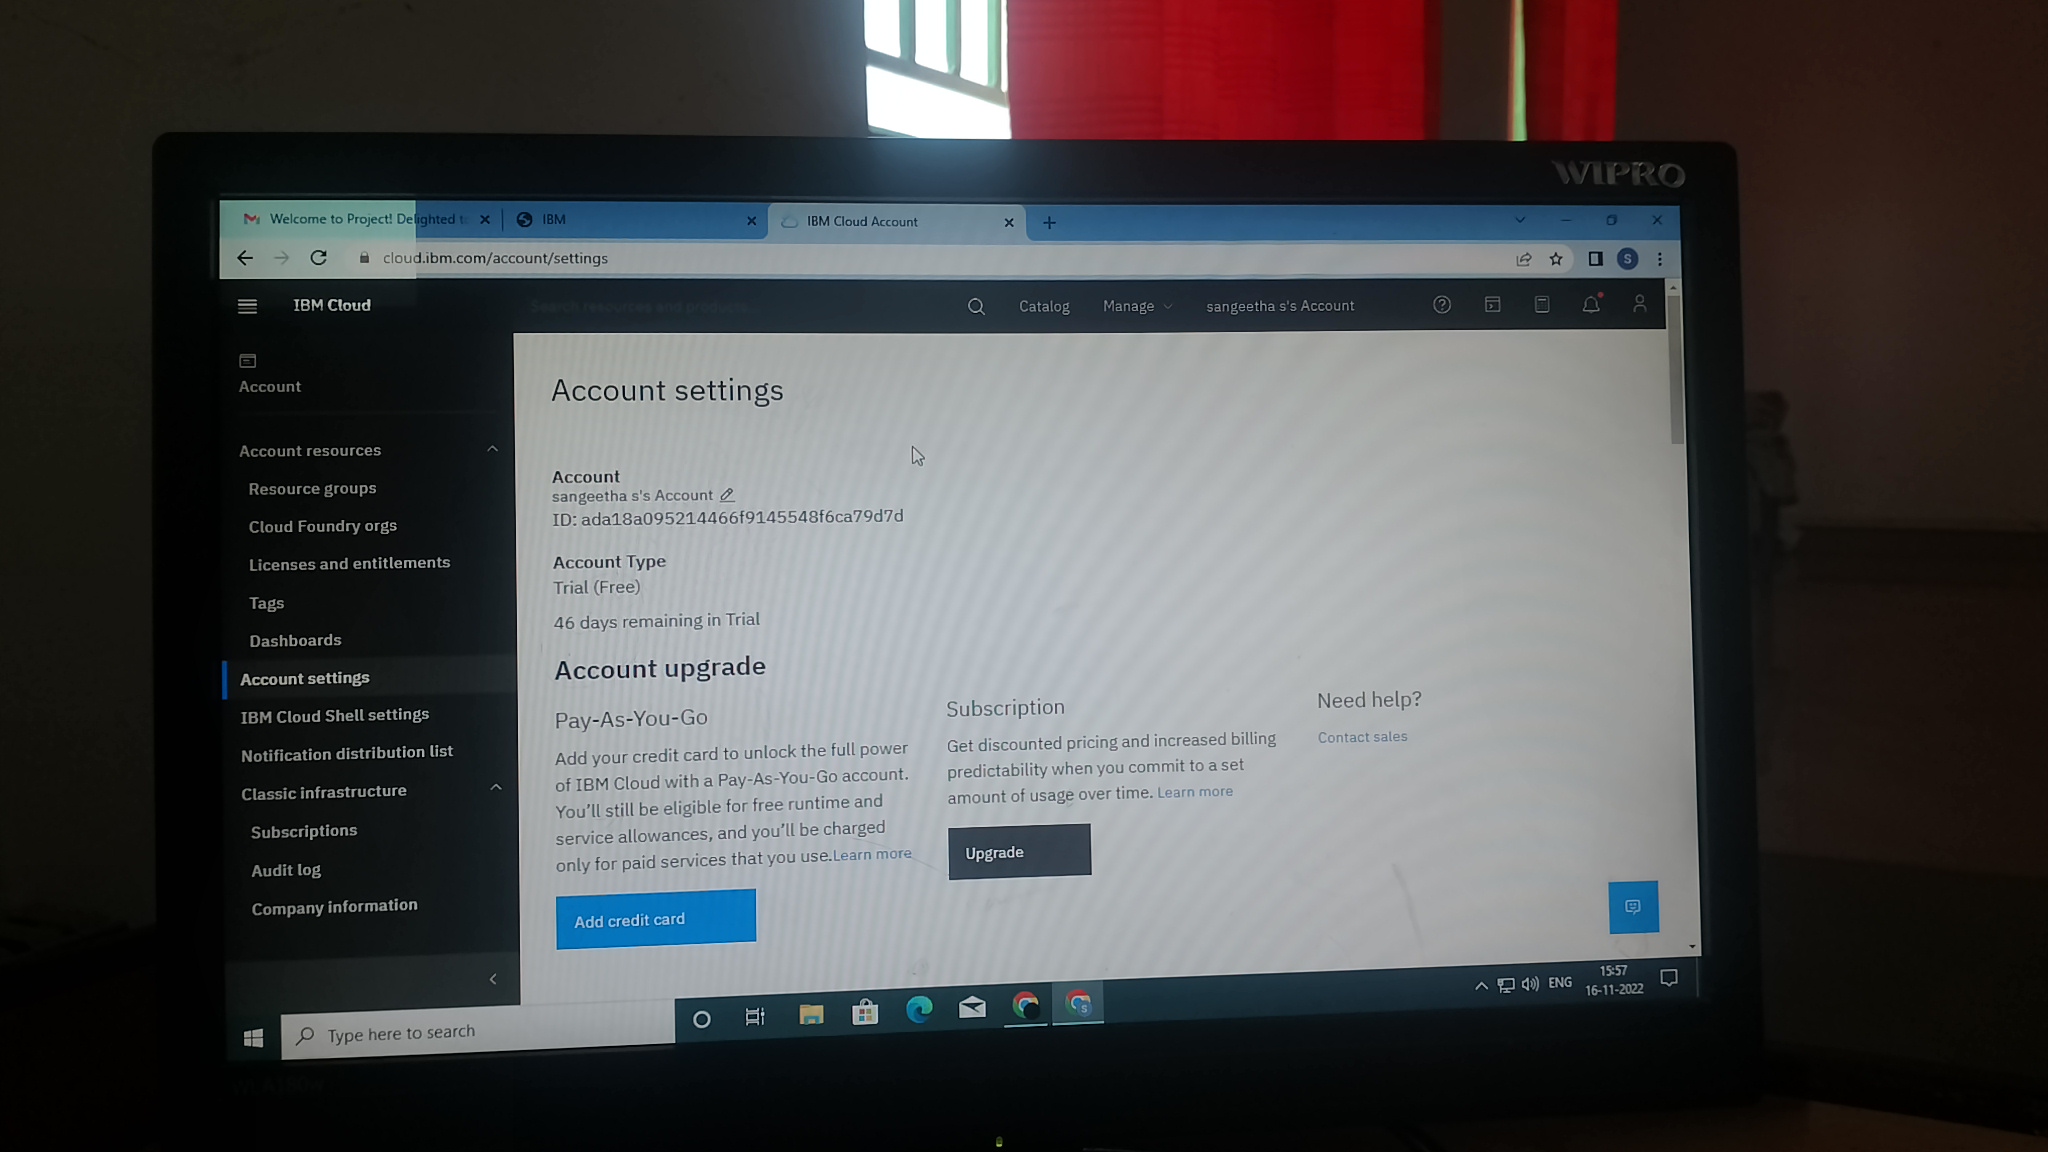 WIPRO
Welcome to Project! Delighted to
IBM
IBM Cloud Account
cloud.ibm.com/account/settings
S
IBM Cloud
Search resources and products...
Catalog
Manage
sangeetha s's Account
Account
Account resources
Resource groups
Cloud Foundry orgs
Licenses and entitlements
Tags
Dashboards
Account settings
IBM Cloud Shell settings
Notification distribution list
Classic infrastructure
Subscriptions
Audit log
Company information
Account settings
Account
sangeetha s's Account
ID: ada18a095214466f9145548f6ca79d7d
Account Type
Trial (Free)
46 days remaining in Trial
Account upgrade
Pay-As-You-Go
Add your credit card to unlock the full power
of IBM Cloud with a Pay-As-You-Go account.
You'll still be eligible for free runtime and
service allowances, and you'll be charged
only for paid services that you use.Learn more
Add credit card
Subscription
Get discounted pricing and increased billing
predictability when you commit to a set
amount of usage over time. Learn more
Upgrade
Need help?
Contact sales
Type here to search
S
ENG
15:57
16-11-2022